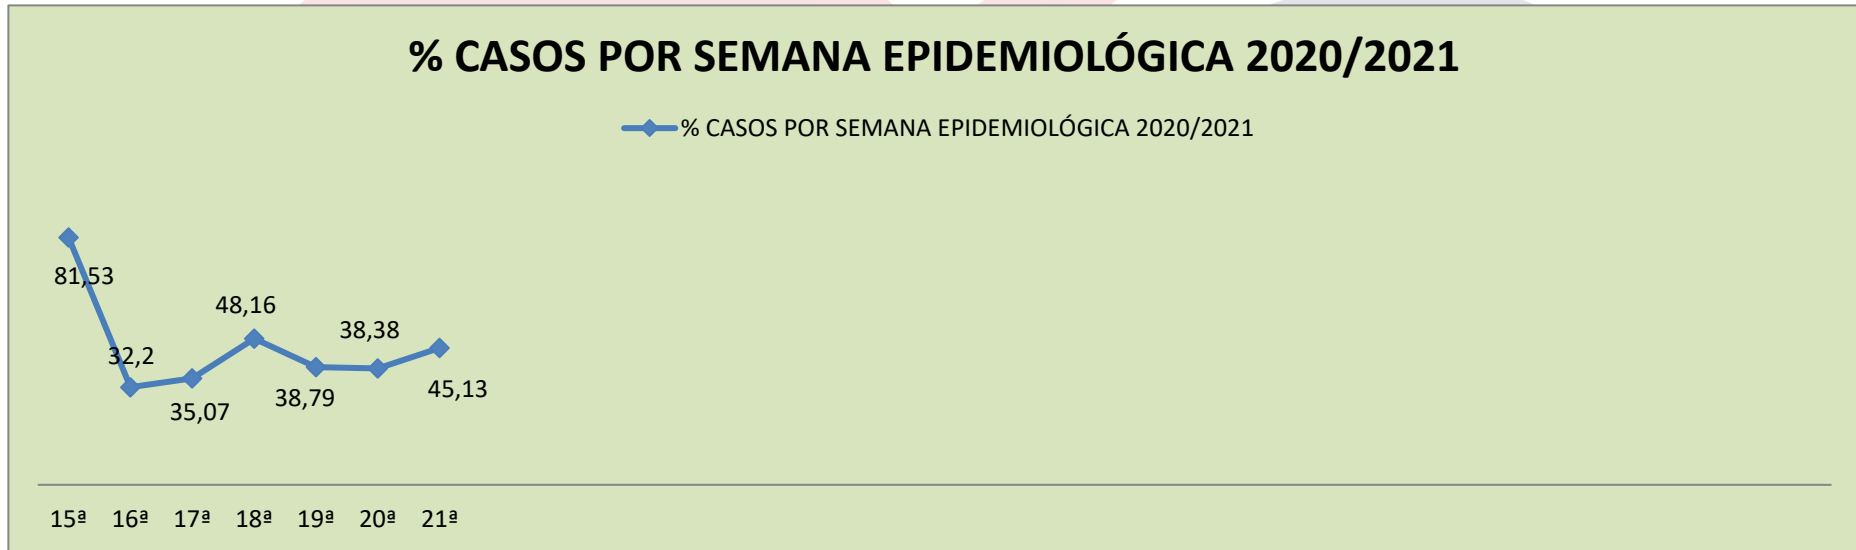 % CASOS POR SEMANA EPIDEMIOLÓGICA 2020/2021
% CASOS POR SEMANA EPIDEMIOLÓGICA 2020/2021
81,53
32,2
35,07
48,16
38,79
38,38
45,13
15ª 16ª 17ª 18ª 19ª 20ª 21ª